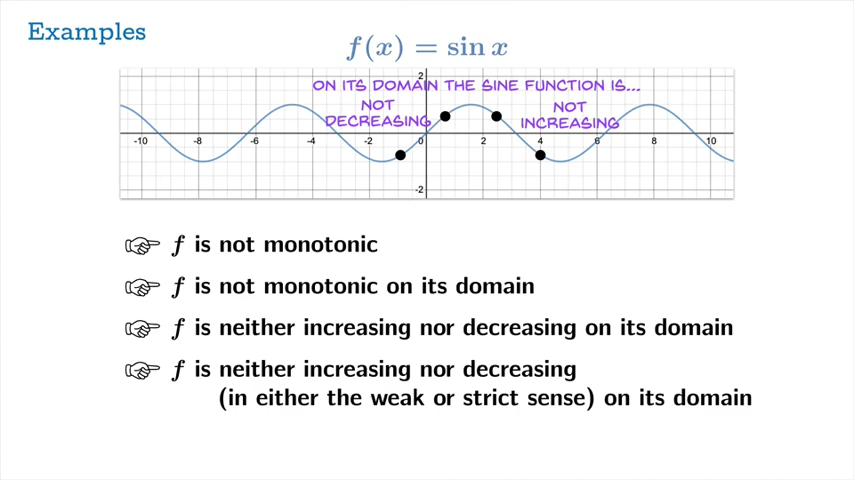 Examples
f(x) = sin x
ON ITS DOMAIN THE SINE FUNCTION IS...
NOT DECREASING
NOT INCREASING
2
-10 -8 -6 -4 -2 0 2 4 6 8 10
-2
☞ f is not monotonic
☞ f is not monotonic on its domain
☞ f is neither increasing nor decreasing on its domain
☞ f is neither increasing nor decreasing
(in either the weak or strict sense) on its domain